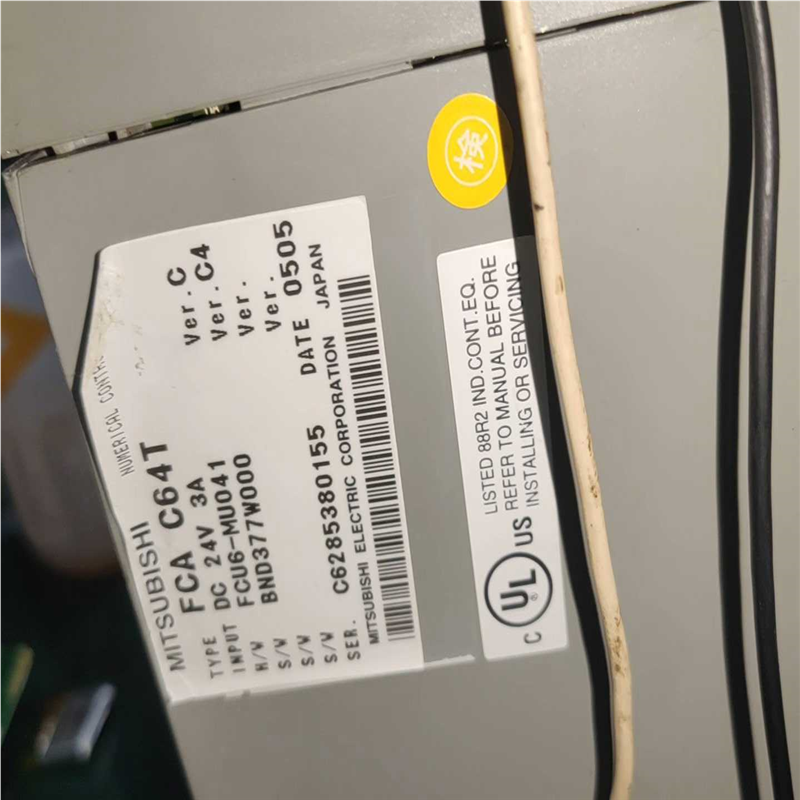 MITSUBISHI NUMERICAL
TYPE FCA C64T
INPUT DC 24V 3A
H/W FCU6-MU041 Ver.C
S/W BND377W000 Ver.C4
S/W Ver.
S/W Ver.
SER. C6285380155 DATE 0505
MITSUBISHI ELECTRIC CORPORATION JAPAN
検
C UL® US
LISTED 88R2 IND.CONT.EQ.
REFER TO MANUAL BEFORE
INSTALLING OR SERVICING